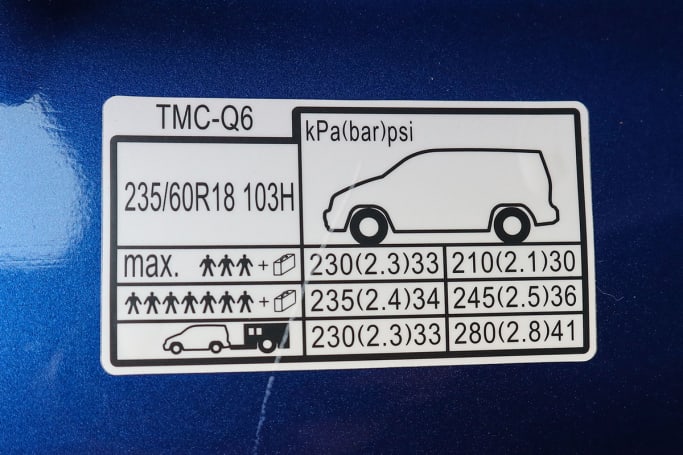 TMC-Q6
kPa(bar)psi
235/60R18 103H
max. + 230(2.3)33 210(2.1)30
+ 235(2.4)34 245(2.5)36
230(2.3)33 280(2.8)41